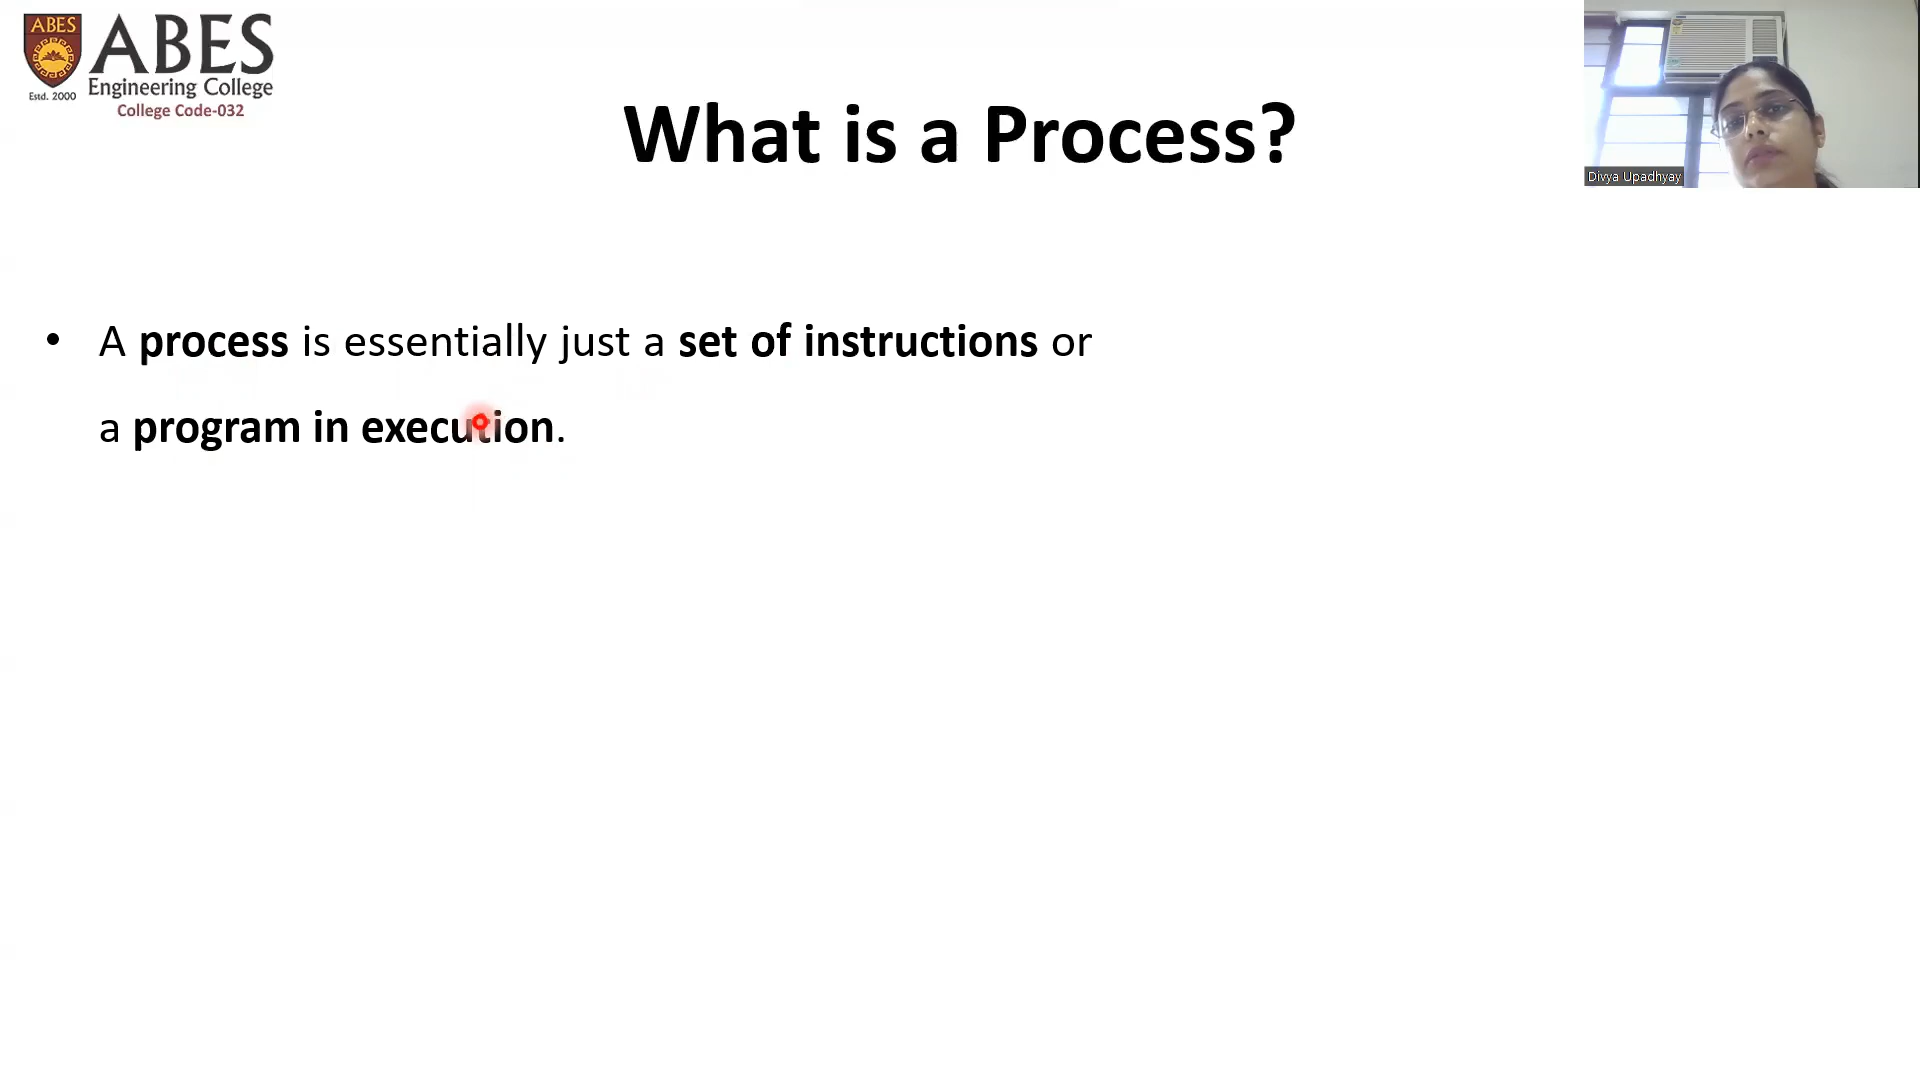 ABES
ABES
Engineering College
Estd. 2000
College Code-032
What is a Process?
Divya Upadhyay
• A process is essentially just a set of instructions or
a program in execution.